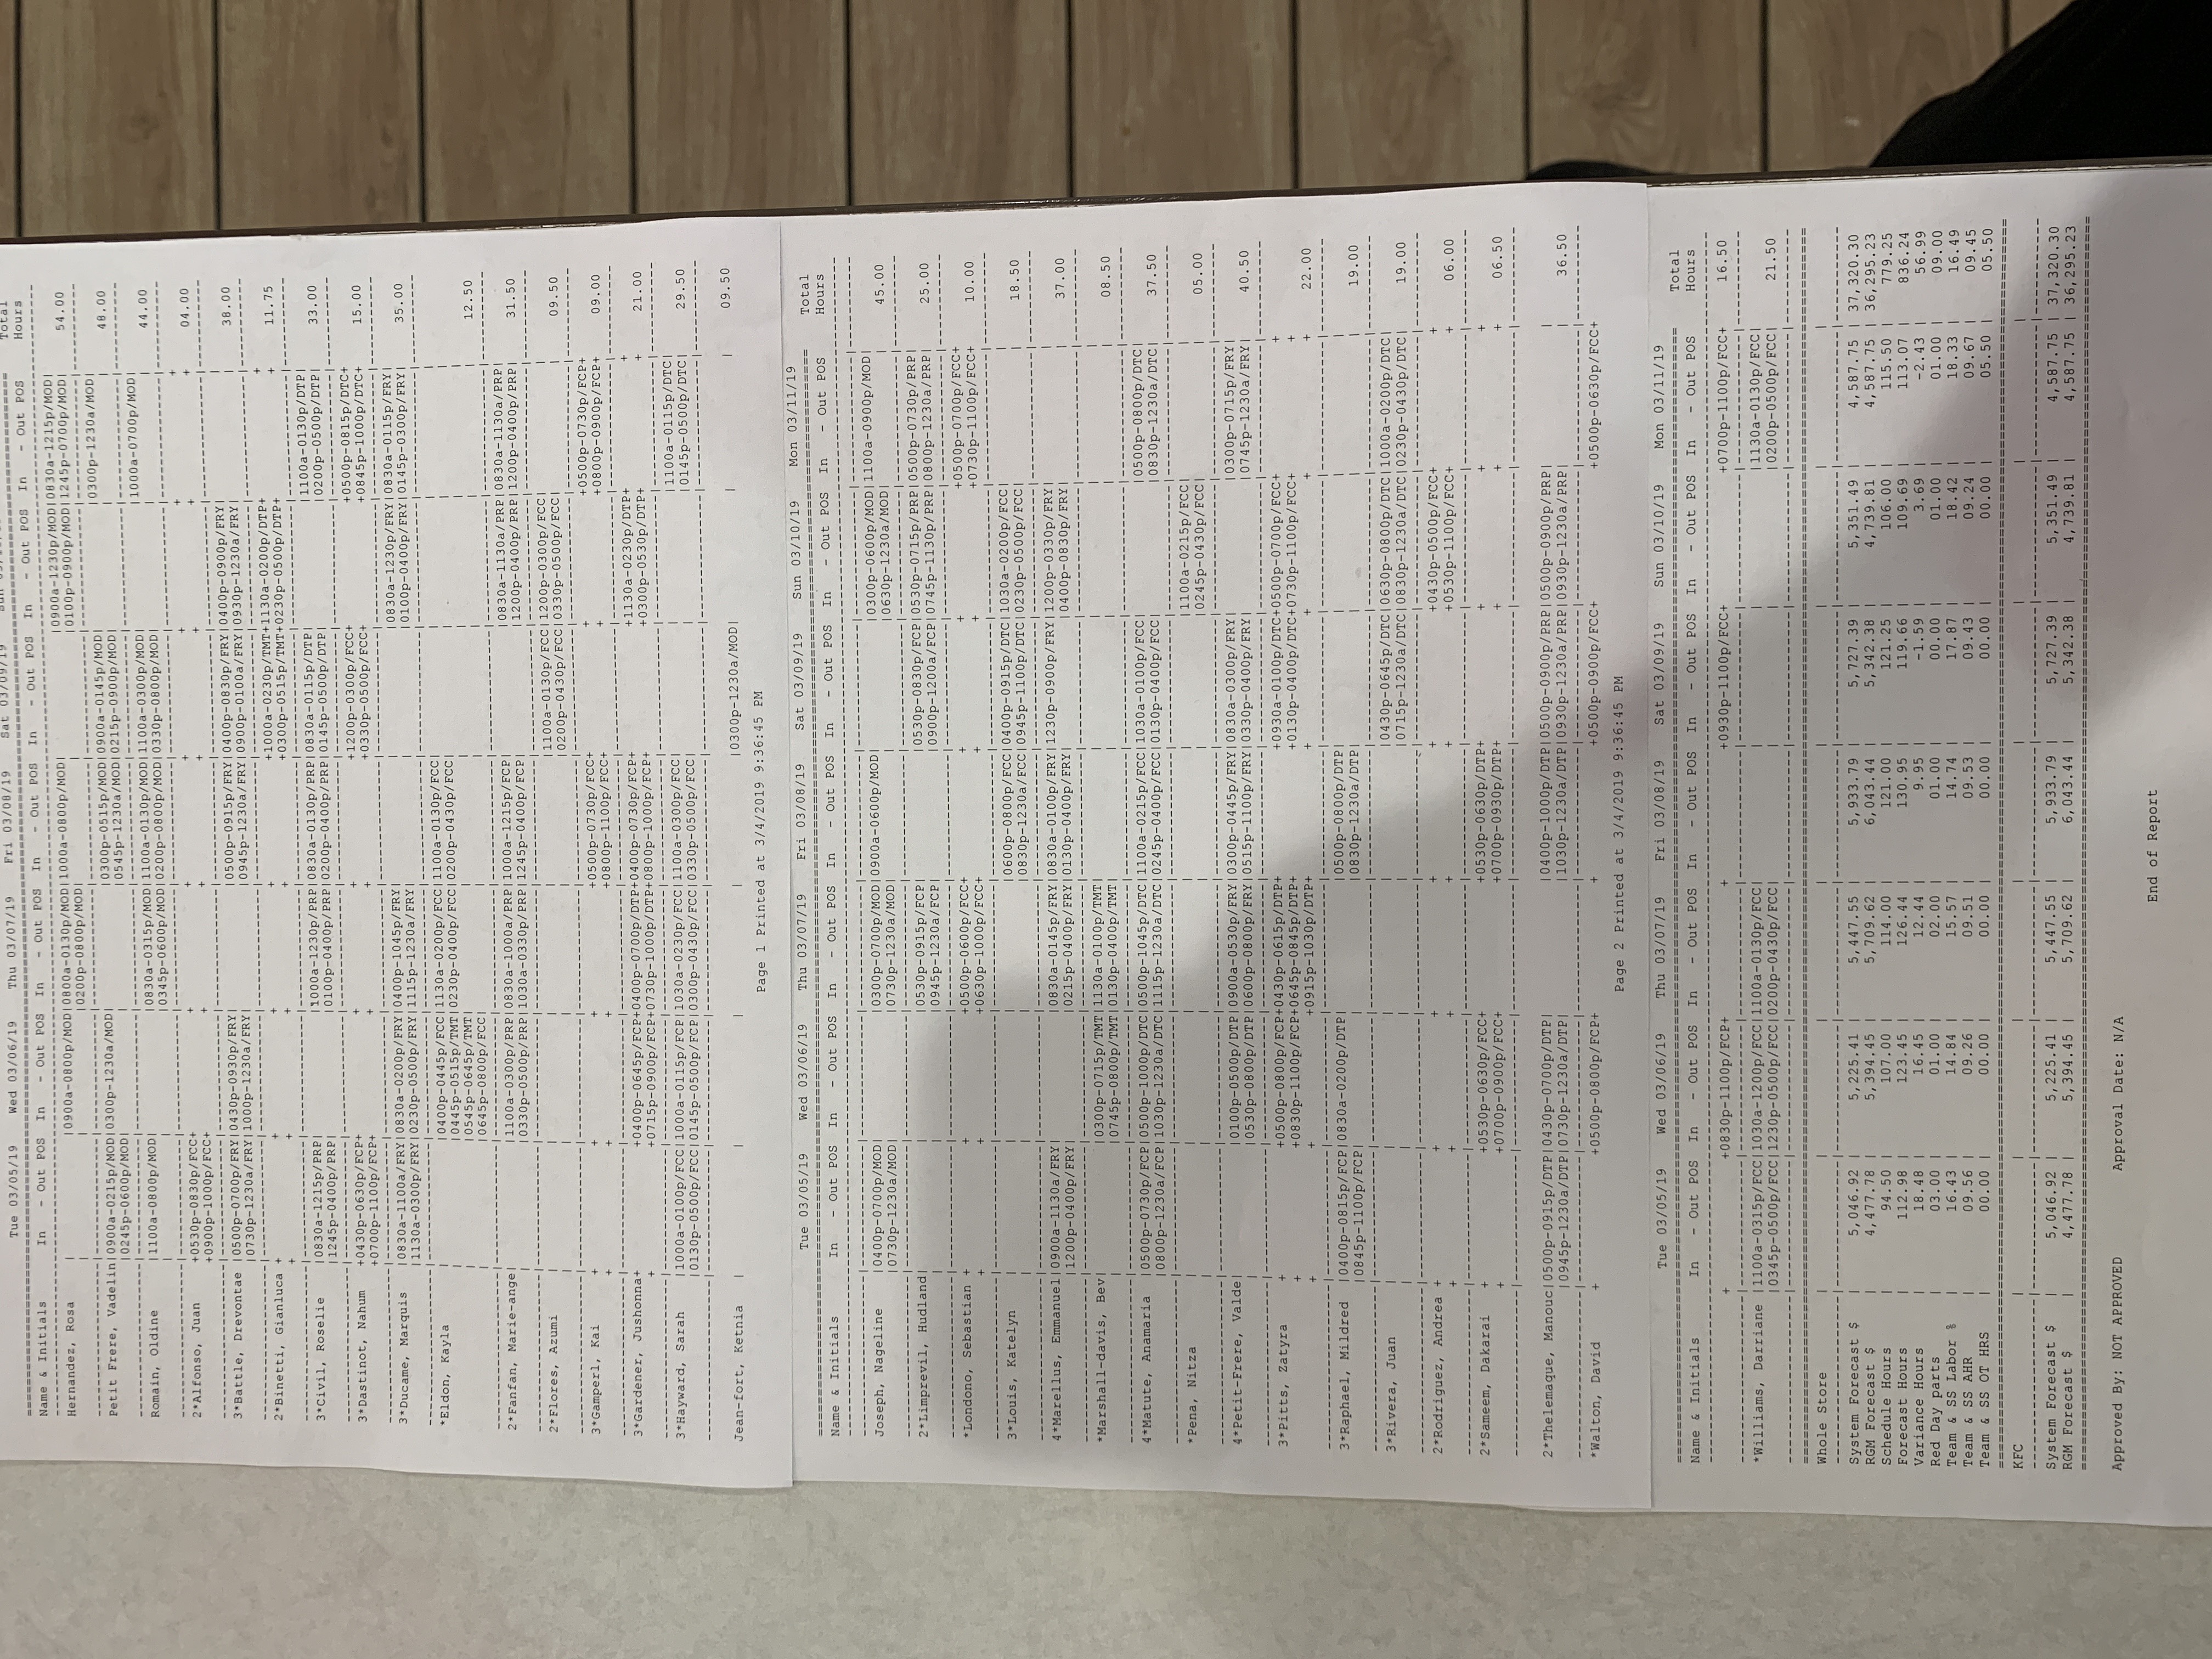 Tue 03/05/19 Wed 03/06/19 Thu 03/07/19 Fri 03/08/19 Sat 03/09/19 Total
Name & Initials In - Out POS In - Out POS In - Out POS In - Out POS In - Out POS In - Out POS In - Out POS Hours
Hernandez, Rosa | |0900a-0800p/MOD|0800a-0130p/MOD|1000a-0800p/MOD| |0900a-1230p/MOD|0830a-1215p/MOD| 54.00
|0200p-0800p/MOD| |0100p-0900p/MOD|1245p-0700p/MOD|
Petit Frere, Vadelin|0900a-0215p/MOD|0300p-1230a/MOD| |0300p-0515p/MOD|0900a-0145p/MOD| |0300p-1230a/MOD| 48.00
|0245p-0600p/MOD| |0545p-1230a/MOD|0215p-0900p/MOD|
Romain, Oldine |1100a-0800p/MOD| |0830a-0315p/MOD|1100a-0130p/MOD|1100a-0300p/MOD| |1000a-0700p/MOD| 44.00
|0345p-0600p/MOD|0200p-0800p/MOD|0330p-0800p/MOD|
2*Alfonso, Juan +0530p-0830p/FCC+ + + + + + 04.00
+0900p-1000p/FCC+ + + + + +
3*Battle, Drevontae |0500p-0700p/FRY|0430p-0930p/FRY| |0500p-0915p/FRY|0400p-0830p/FRY|0400p-0900p/FRY| | 38.00
|0730p-1230a/FRY|1000p-1230a/FRY| |0945p-1230a/FRY|0900p-0100a/FRY|0930p-1230a/FRY|
2*Binetti, Gianluca + + + + +1000a-0230p/TMT+1130a-0200p/DTP+ + 11.75
+ + + + +0300p-0515p/TMT+0230p-0500p/DTP+ +
3*Civil, Roselie |0830a-1215p/PRP| |1000a-1230p/PRP|0830a-0130p/PRP|0830a-0115p/DTP| |1100a-0130p/DTP| 33.00
|1245p-0400p/PRP| |0100p-0400p/PRP|0200p-0400p/PRP|0145p-0500p/DTP| |0200p-0500p/DTP|
3*Dastinot, Nahum +0430p-0630p/FCP+ + + +1200p-0300p/FCC+ +0500p-0815p/DTC+ 15.00
+0700p-1100p/FCP+ + + +0330p-0500p/FCC+ +0845p-1000p/DTC+
3*Ducame, Marquis |0830a-1100a/FRY|0830a-0200p/FRY|0400p-1045p/FRY| | |0830a-1230p/FRY|0830a-0115p/FRY| 35.00
|1130a-0300p/FRY|0230p-0500p/FRY|1115p-1230a/FRY| | |0100p-0400p/FRY|0145p-0300p/FRY|
*Eldon, Kayla | |0400p-0445p/FCC|1130a-0200p/FCC|1100a-0130p/FCC| | | |
| |0445p-0515p/TMT|0230p-0400p/FCC|0200p-0430p/FCC| | | |
| |0545p-0645p/TMT| | | | | | 12.50
| |0645p-0800p/FCC| | | | | |
2*Fanfan, Marie-ange| |1100a-0300p/PRP|0830a-1000a/PRP|1000a-1215p/FCP| |0830a-1130a/PRP|0830a-1130a/PRP| 31.50
| |0330p-0500p/PRP|1030a-0330p/PRP|1245p-0400p/FCP| |1200p-0400p/PRP|1200p-0400p/PRP|
2*Flores, Azumi | | | | |1100a-0130p/FCC|1200p-0300p/FCC| | 09.50
| | | | |0200p-0430p/FCC|0330p-0500p/FCC| |
3*Gamperl, Kai + + + +0500p-0730p/FCC+ + +0500p-0730p/FCP+ 09.00
+ + + +0800p-1100p/FCC+ + +0800p-0900p/FCP+
3*Gardener, Jushonna+ +0400p-0645p/FCP+0400p-0700p/DTP+0400p-0730p/FCP+ +1130a-0230p/DTP+ + 21.00
+ +0715p-0900p/FCP+0730p-1000p/DTP+0800p-1000p/FCP+ +0300p-0530p/DTP+ +
3*Hayward, Sarah |1000a-0100p/FCC|1000a-0115p/FCP|1030a-0230p/FCC|1100a-0300p/FCC| | |1100a-0115p/DTC| 29.50
|0130p-0500p/FCC|0145p-0500p/FCP|0300p-0430p/FCC|0330p-0500p/FCC| | |0145p-0500p/DTC|
Jean-fort, Ketnia | | | | |0300p-1230a/MOD| | | 09.50
Page 1 Printed at 3/4/2019 9:36:45 PM
Tue 03/05/19 Wed 03/06/19 Thu 03/07/19 Fri 03/08/19 Sat 03/09/19 Sun 03/10/19 Mon 03/11/19 Total
Name & Initials In - Out POS In - Out POS In - Out POS In - Out POS In - Out POS In - Out POS In - Out POS Hours
Joseph, Nageline |0400p-0700p/MOD| |0300p-0700p/MOD|0900a-0600p/MOD| |0300p-0600p/MOD|1100a-0900p/MOD| 45.00
|0730p-1230a/MOD| |0730p-1230a/MOD| | |0630p-1230a/MOD| |
2*Limprevil, Hudland| | |0530p-0915p/FCP| |0530p-0830p/FCP|0530p-0715p/PRP|0500p-0730p/PRP| 25.00
| | |0945p-1230a/FCP| |0900p-1200a/FCP|0745p-1130p/PRP|0800p-1230a/PRP|
*Londono, Sebastian + + +0500p-0600p/FCC+ + + +0500p-0700p/FCC+ 10.00
+ + +0630p-1000p/FCC+ + + +0730p-1100p/FCC+
3*Louis, Katelyn | | | |0600p-0800p/FCC|0400p-0915p/DTC|1030a-0200p/FCC| | 18.50
| | | |0830p-1230a/FCC|0945p-1100p/DTC|0230p-0500p/FCC| |
4*Marellus, Emmanuel|0900a-1130a/FRY| |0830a-0145p/FRY|0830a-0100p/FRY|1230p-0900p/FRY|1200p-0330p/FRY| | 37.00
|1200p-0400p/FRY| |0215p-0400p/FRY|0130p-0400p/FRY| |0400p-0830p/FRY| |
*Marshall-davis, Bev| |0300p-0715p/TMT|1130a-0100p/TMT| | | | | 08.50
| |0745p-0800p/TMT|0130p-0400p/TMT| | | | |
4*Matute, Anamaria |0500p-0730p/FCP|0500p-1000p/DTC|0500p-1045p/DTC|1100a-0215p/FCC|1030a-0100p/FCC| |0500p-0800p/DTC| 37.50
|0800p-1230a/FCP|1030p-1230a/DTC|1115p-1230a/DTC|0245p-0400p/FCC|0130p-0400p/FCC| |0830p-1230a/DTC|
*Pena, Nitza | | | | | |1100a-0215p/FCC| | 05.00
| | | | | |0245p-0430p/FCC| |
4*Petit-Frere, Valde| |0100p-0500p/DTP|0900a-0530p/FRY|0300p-0445p/FRY|0830a-0300p/FRY| |0300p-0715p/FRY| 40.50
| |0530p-0800p/DTP|0600p-0800p/FRY|0515p-1100p/FRY|0330p-0400p/FRY| |0745p-1230a/FRY|
3*Pitts, Zatyra + +0500p-0800p/FCP+0430p-0615p/DTP+ +0930a-0100p/DTC+0500p-0700p/FCC+ +
+ +0830p-1100p/FCP+0645p-0845p/DTP+ +0130p-0400p/DTC+0730p-1100p/FCC+ +
+ + +0915p-1030p/DTP+ + + + + 22.00
3*Raphael, Mildred |0400p-0815p/FCP|0830a-0200p/DTP| |0500p-0800p/DTP| | | | 19.00
|0845p-1100p/FCP| | |0830p-1230a/DTP| | | |
3*Rivera, Juan | | | | |0430p-0645p/DTC|0630p-0800p/DTC|1000a-0200p/DTC| 19.00
| | | | |0715p-1230a/DTC|0830p-1230a/DTC|0230p-0430p/DTC|
2*Rodriguez, Andrea + + + + + +0430p-0500p/FCC+ + 06.00
+ + + + + +0530p-1100p/FCC+ +
2*Sameem, Dakarai + +0530p-0630p/FCC+ +0530p-0630p/DTP+ + + + 06.50
+ +0700p-0900p/FCC+ +0700p-0930p/DTP+ + + +
2*Thelemaque, Manouc|0500p-0915p/DTP|0430p-0700p/DTP| |0400p-1000p/DTP|0500p-0900p/PRP|0500p-0900p/PRP| | 36.50
|0945p-1230a/DTP|0730p-1230a/DTP| |1030p-1230a/DTP|0930p-1230a/PRP|0930p-1230a/PRP| |
*Walton, David + +0500p-0800p/FCP+ + +0500p-0900p/FCC+ +0500p-0630p/FCC+
Page 2 Printed at 3/4/2019 9:36:45 PM
Tue 03/05/19 Wed 03/06/19 Thu 03/07/19 Fri 03/08/19 Sat 03/09/19 Sun 03/10/19 Mon 03/11/19 Total
Name & Initials In - Out POS In - Out POS In - Out POS In - Out POS In - Out POS In - Out POS In - Out POS Hours
+ +0830p-1100p/FCP+ + +0930p-1100p/FCC+ +0700p-1100p/FCC+ 16.50
*Williams, Darriane |1100a-0315p/FCC|1030a-1200p/FCC|1100a-0130p/FCC| | | |1130a-0130p/FCC| 21.50
|0345p-0500p/FCC|1230p-0500p/FCC|0200p-0430p/FCC| | | |0200p-0500p/FCC|
Whole Store
System Forecast $ | 5,046.92 | 5,225.41 | 5,447.55 | 5,933.79 | 5,727.39 | 5,351.49 | 4,587.75 | 37,320.30
RGM Forecast $ | 4,477.78 | 5,394.45 | 5,709.62 | 6,043.44 | 5,342.38 | 4,739.81 | 4,587.75 | 36,295.23
Schedule Hours | 94.50 | 107.00 | 114.00 | 121.00 | 121.25 | 106.00 | 115.50 | 779.25
Forecast Hours | 112.98 | 123.45 | 126.44 | 130.95 | 119.66 | 109.69 | 113.07 | 836.24
Variance Hours | 18.48 | 16.45 | 12.44 | 9.95 | -1.59 | 3.69 | -2.43 | 56.99
Red Day parts | 03.00 | 01.00 | 02.00 | 01.00 | 00.00 | 01.00 | 01.00 | 09.00
Team & SS Labor % | 16.43 | 14.84 | 15.57 | 14.74 | 17.87 | 18.42 | 18.33 | 16.49
Team & SS AHR | 09.56 | 09.26 | 09.51 | 09.53 | 09.43 | 09.24 | 09.67 | 09.45
Team & SS OT HRS | 00.00 | 00.00 | 00.00 | 00.00 | 00.00 | 00.00 | 05.50 | 05.50
KFC
System Forecast $ | 5,046.92 | 5,225.41 | 5,447.55 | 5,933.79 | 5,727.39 | 5,351.49 | 4,587.75 | 37,320.30
RGM Forecast $ | 4,477.78 | 5,394.45 | 5,709.62 | 6,043.44 | 5,342.38 | 4,739.81 | 4,587.75 | 36,295.23
Approved By: NOT APPROVED Approval Date: N/A
End of Report